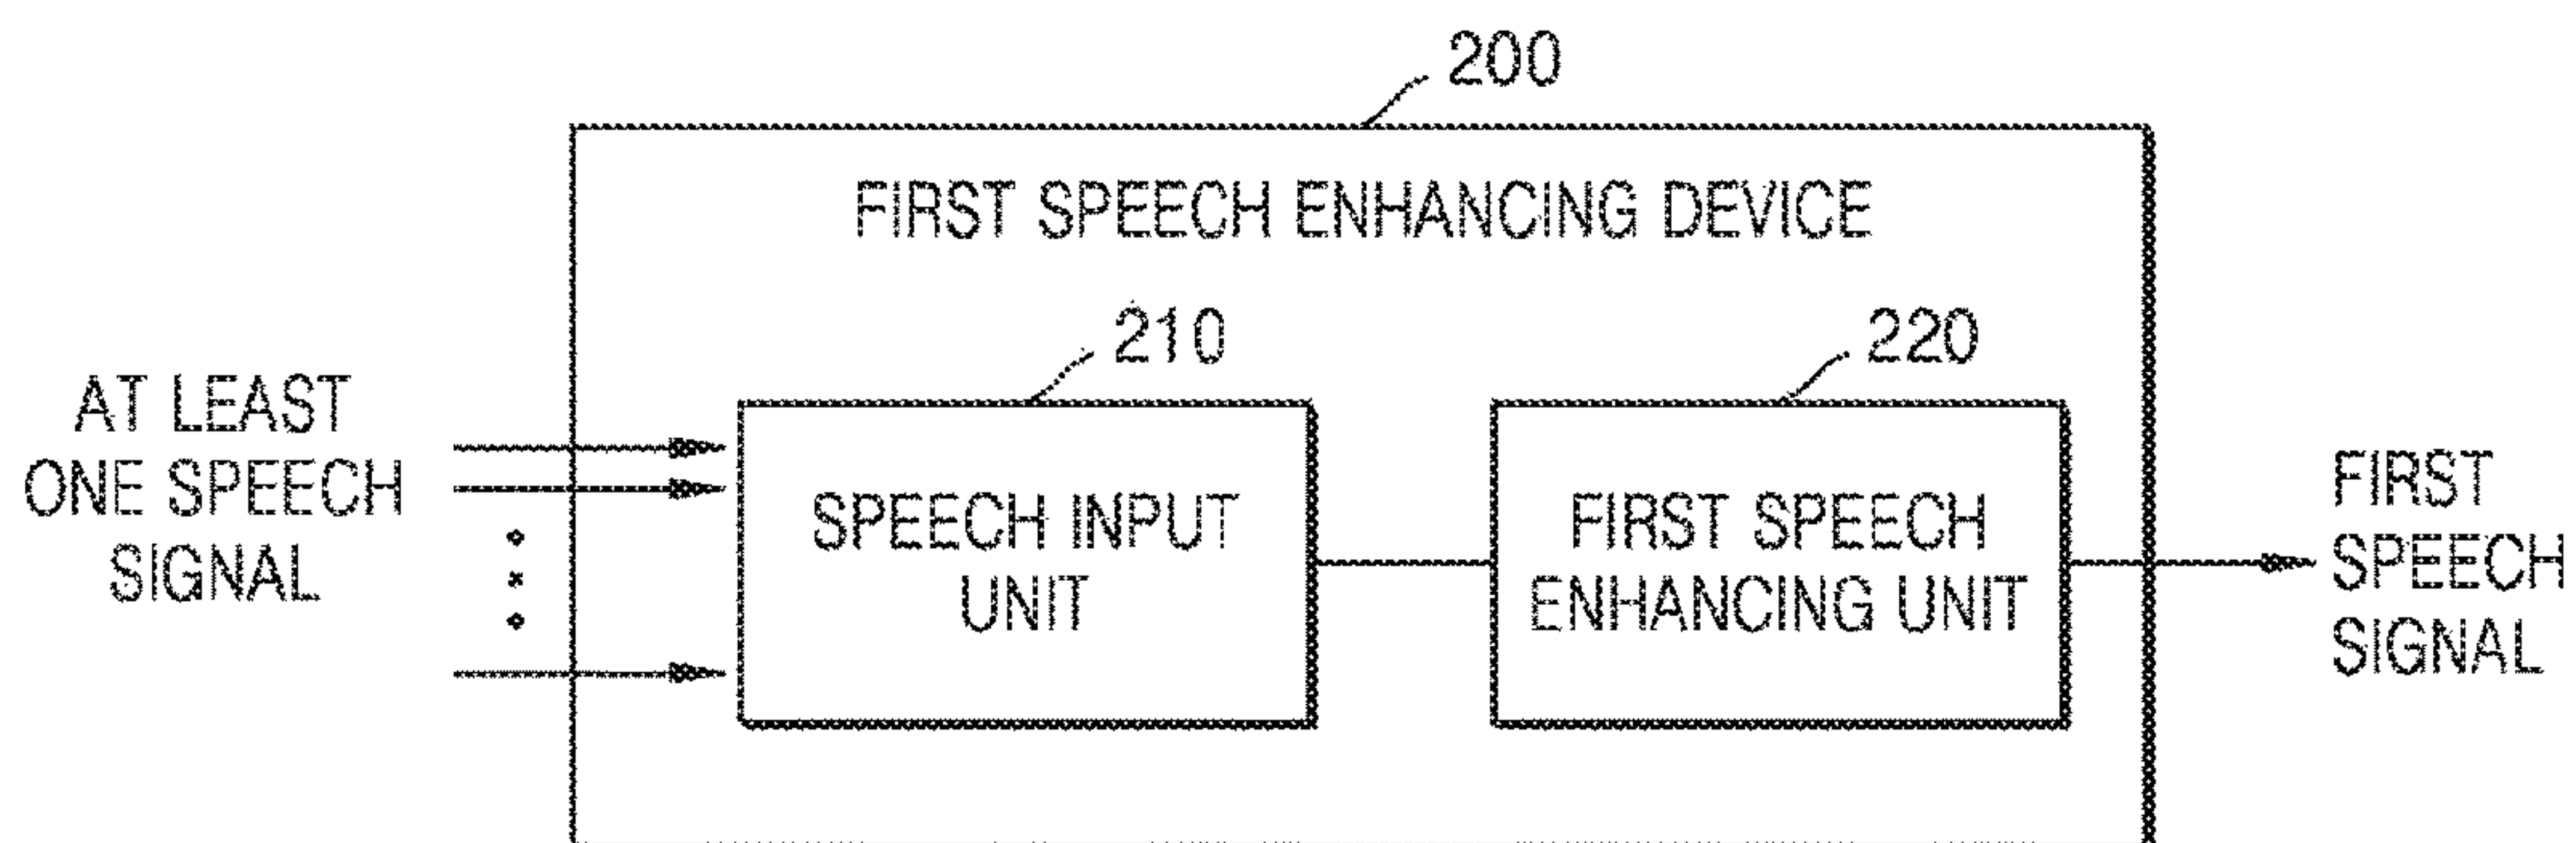 200
FIRST SPEECH ENHANCING DEVICE
210
220
AT LEAST
ONE SPEECH
SIGNAL
SPEECH INPUT
UNIT
FIRST SPEECH
ENHANCING UNIT
FIRST
SPEECH
SIGNAL